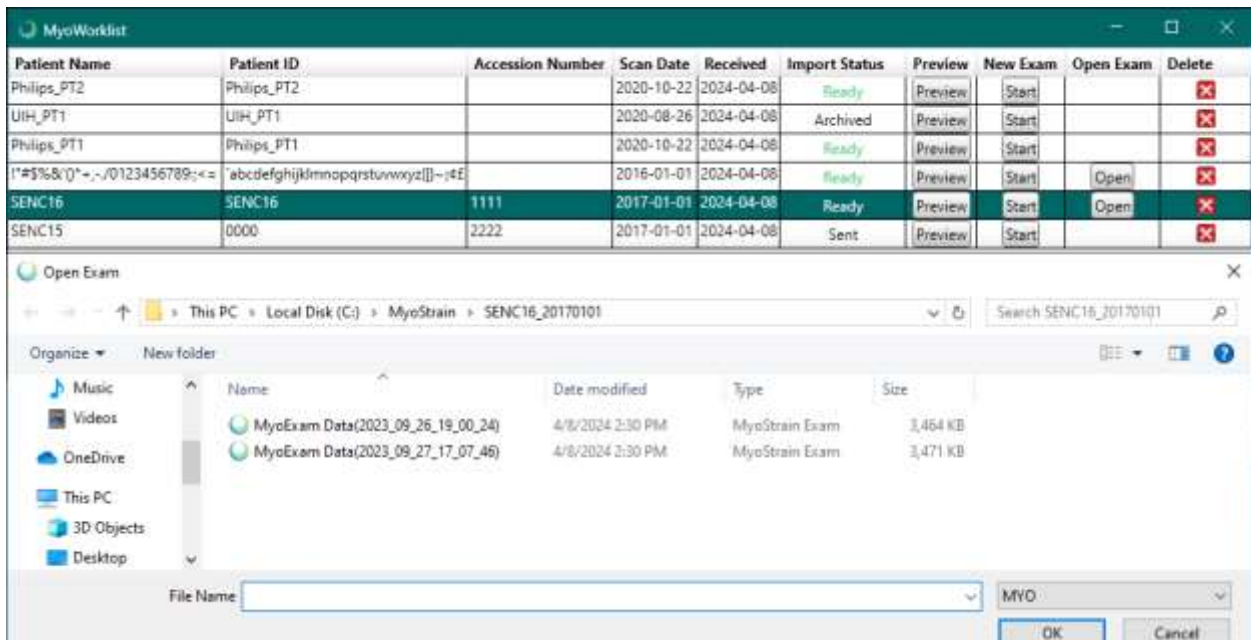 MyoWorklist
Patient Name Patient ID Accession Number Scan Date Received Import Status Preview New Exam Open Exam Delete
Philips_PT2 Philips_PT2 2020-10-22 2024-04-08 Ready Preview Start
UIH_PT1 UIH_PT1 2020-08-26 2024-04-08 Archived Preview Start
Philips_PT1 Philips_PT1 2020-10-22 2024-04-08 Ready Preview Start
!"#$%&'()*+,-./0123456789:;<= `abcdefghijklmnopqrstuvwxyz[]~¡¢£ 2016-01-01 2024-04-08 Ready Preview Start Open
SENC16 SENC16 1111 2017-01-01 2024-04-08 Ready Preview Start Open
SENC15 0000 2222 2017-01-01 2024-04-08 Sent Preview Start
Open Exam
This PC Local Disk (C:) MyoStrain SENC16_20170101 Search SENC16_20170101
Organize New folder
Music Name Date modified Type Size
Videos MyoExam Data(2023_09_26_19_00_24) 4/8/2024 2:30 PM MyoStrain Exam 3,464 KB
MyoExam Data(2023_09_27_17_07_46) 4/8/2024 2:30 PM MyoStrain Exam 3,471 KB
OneDrive
This PC
3D Objects
Desktop
File Name MYO
OK Cancel